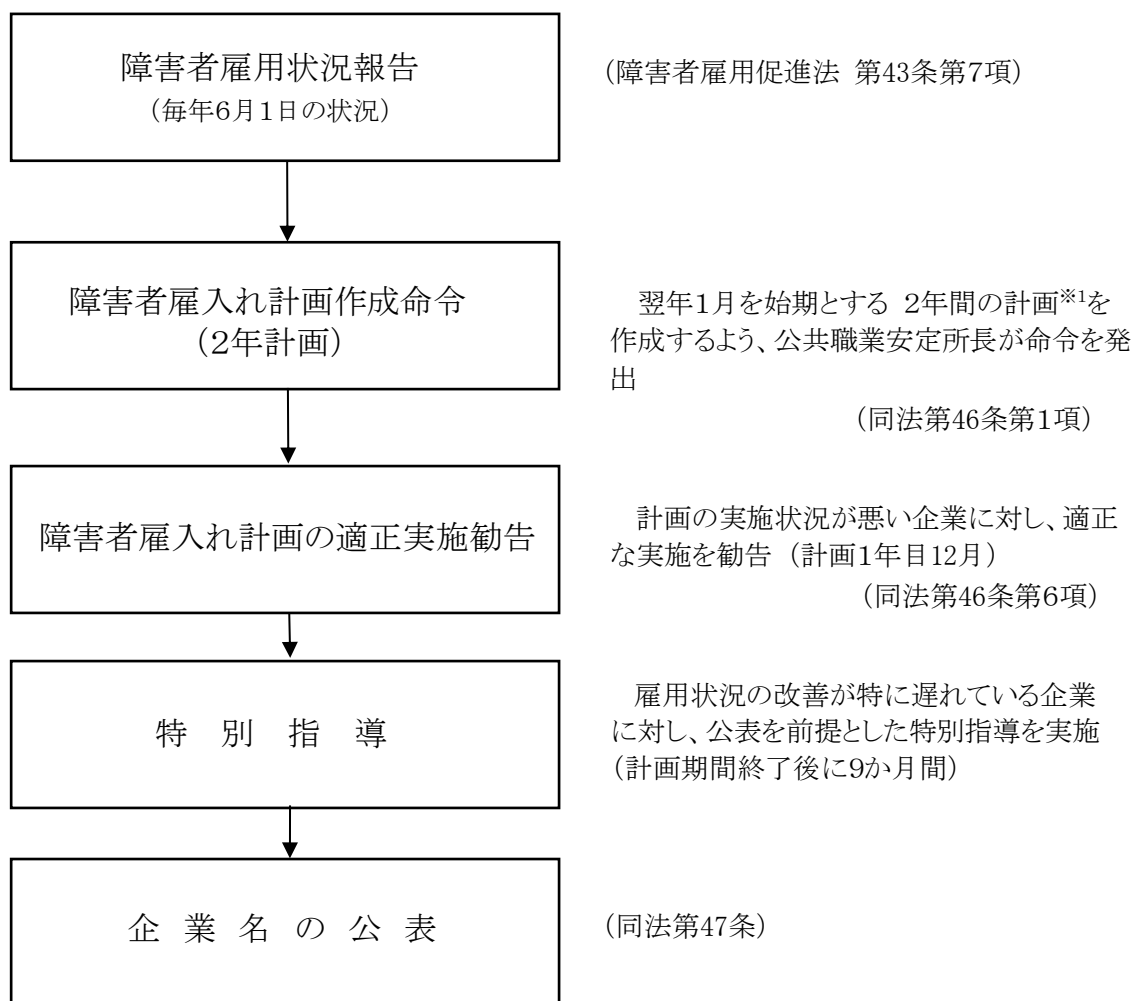 障害者雇用状況報告
（毎年６月１日の状況）
（障害者雇用促進法 第43条第７項）
障害者雇入れ計画作成命令
（２年計画）
翌年１月を始期とする ２年間の計画※1を
作成するよう、公共職業安定所長が命令を発
出
（同法第46条第１項）
障害者雇入れ計画の適正実施勧告
計画の実施状況が悪い企業に対し、適正
な実施を勧告 （計画１年目12月）
（同法第46条第６項）
特 別 指 導
雇用状況の改善が特に遅れている企業
に対し、公表を前提とした特別指導を実施
（計画期間終了後に９か月間）
企 業 名 の 公 表
（同法第47条）